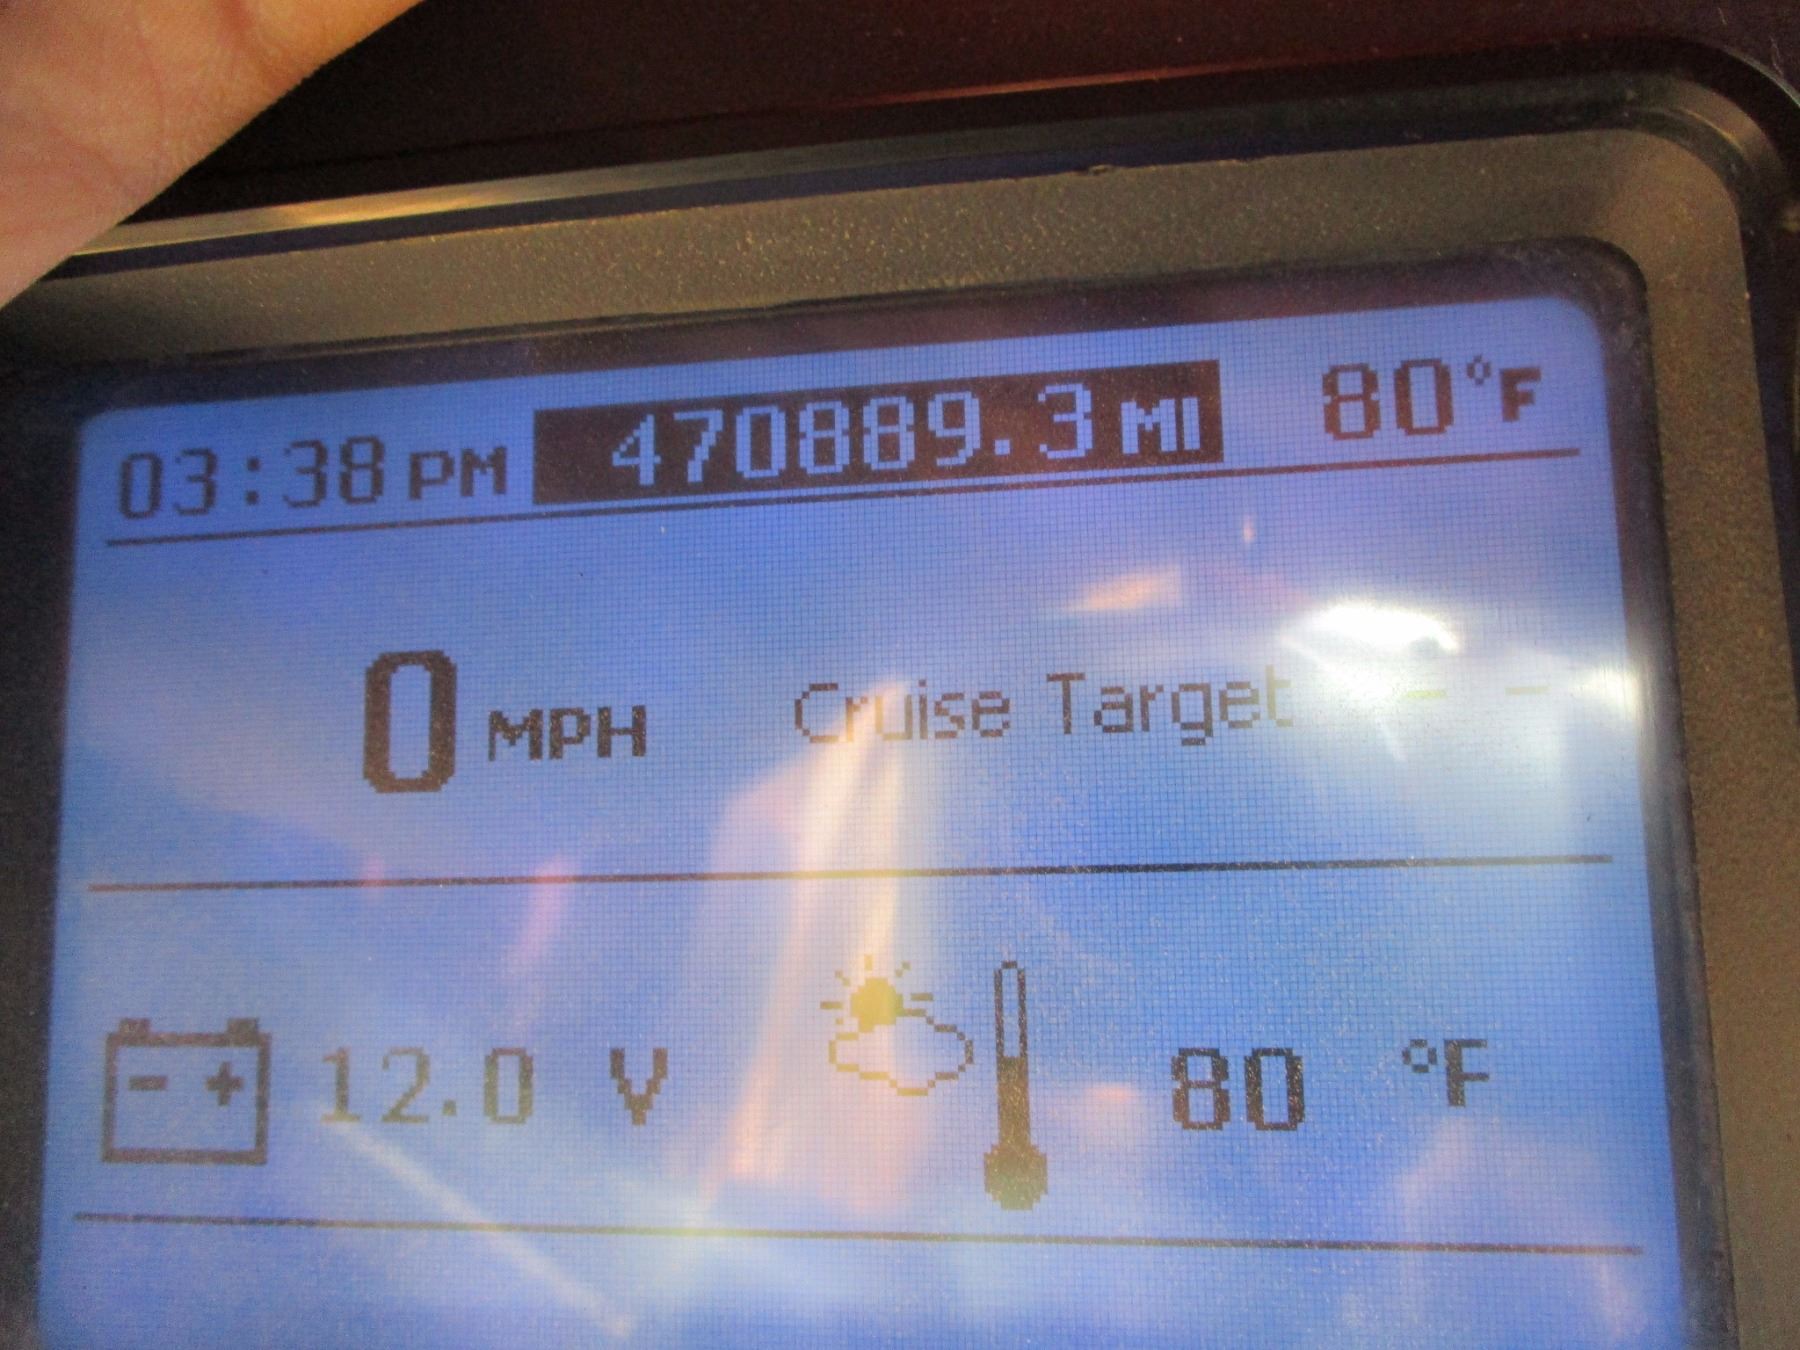 03:38 PM 470889.3 MI 80°F
0 MPH Cruise Target - -
- + 12.0 V 80 °F